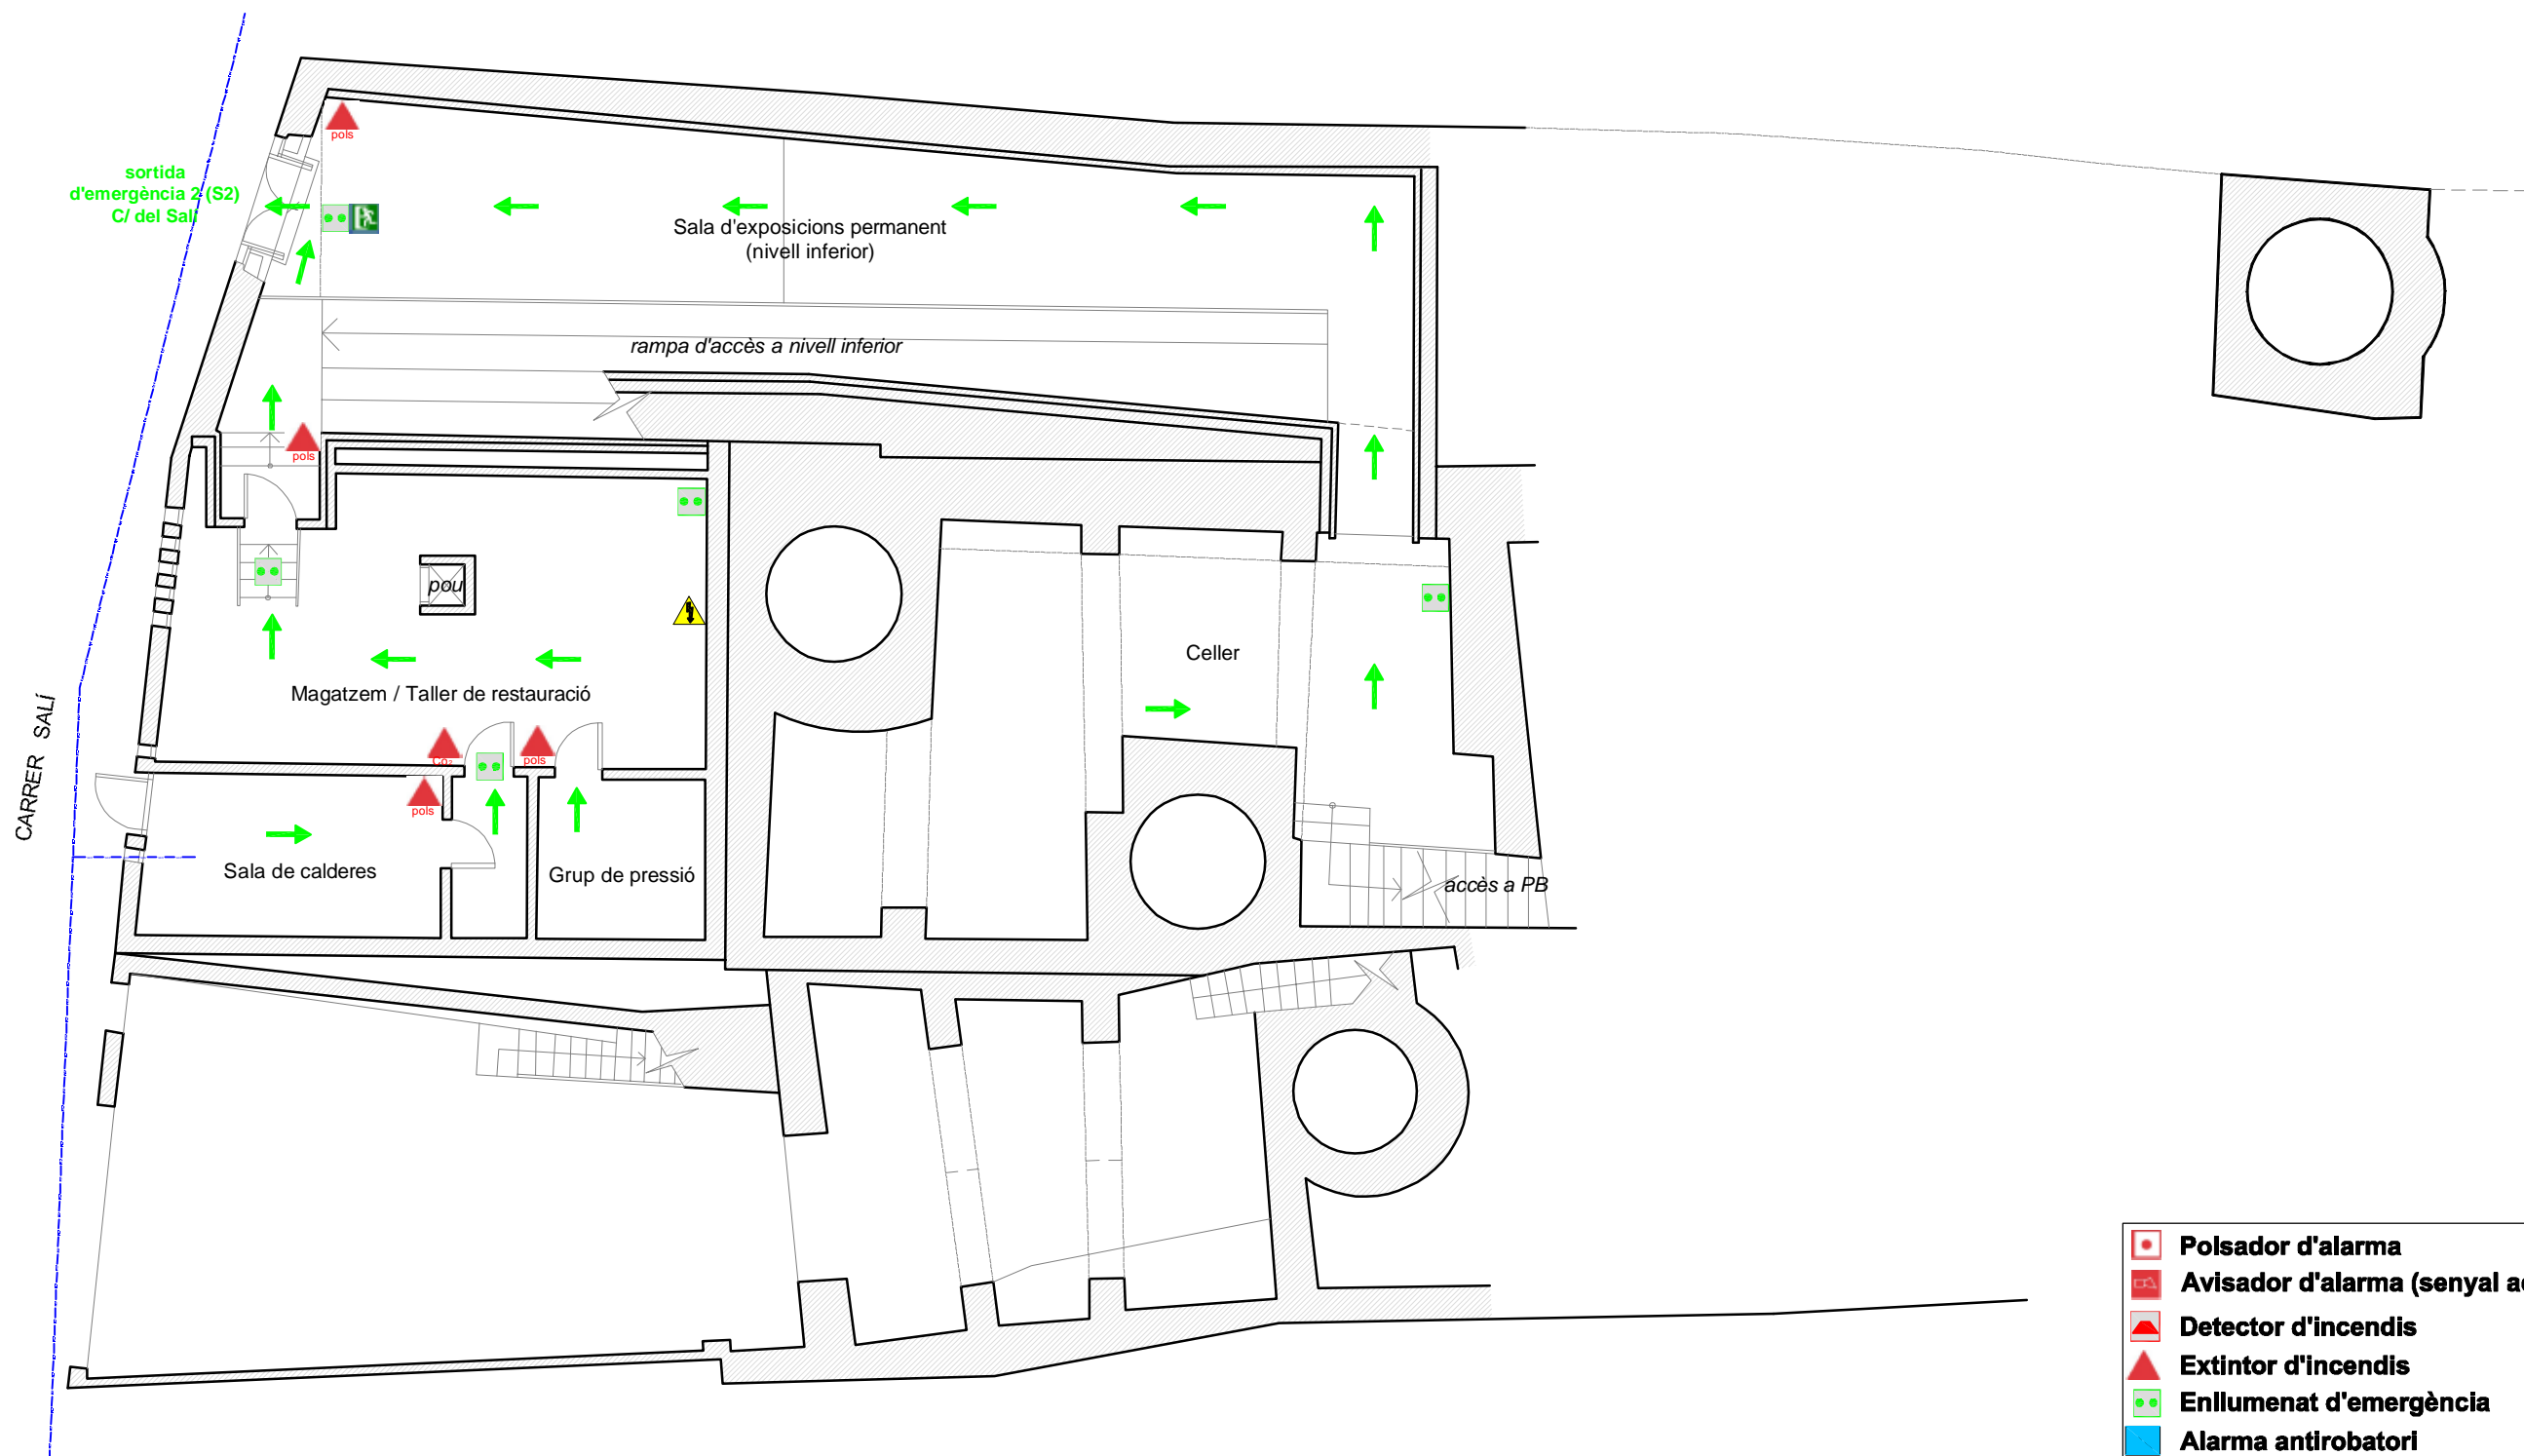 pols
sortida
d'emergència 2 (S2)
C/ del Salí
Sala d'exposicions permanent
(nivell inferior)
rampa d'accès a nivell inferior
pols
pou
Celler
Magatzem / Taller de restauració
CARRER SALÍ
Co₂
pols
pols
Sala de calderes
Grup de pressió
accès a PB
Polsador d'alarma
Avisador d'alarma (senyal
Detector d'incendis
Extintor d'incendis
Enllumenat d'emergència
Alarma antirobatori